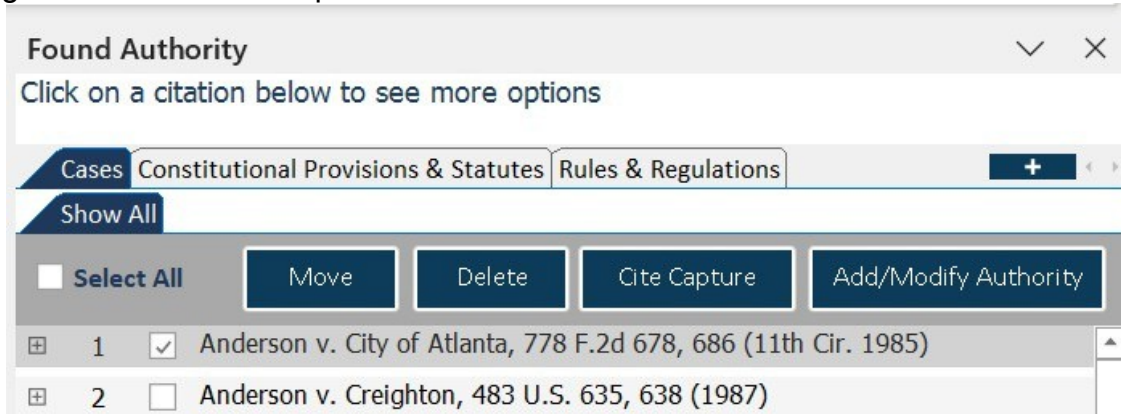 Found Authority
Click on a citation below to see more options
Cases Constitutional Provisions & Statutes Rules & Regulations +
Show All
Select All Move Delete Cite Capture Add/Modify Authority
1 Anderson v. City of Atlanta, 778 F.2d 678, 686 (11th Cir. 1985)
2 Anderson v. Creighton, 483 U.S. 635, 638 (1987)